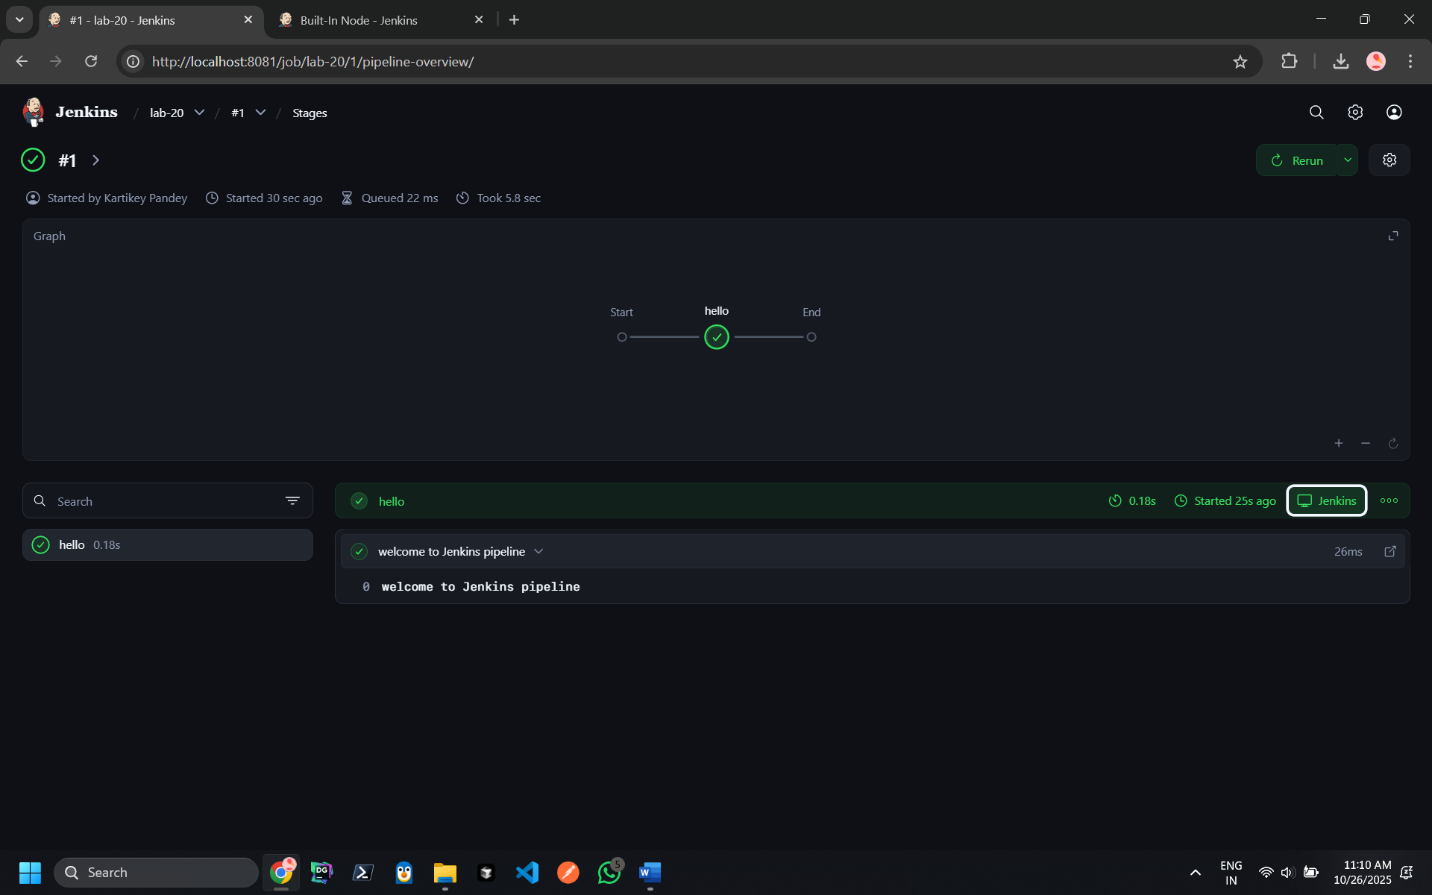 #1 - lab-20 - Jenkins
Built-In Node - Jenkins
http://localhost:8081/job/lab-20/1/pipeline-overview/
Jenkins / lab-20 / #1 / Stages
#1
Rerun
Started by Kartikey Pandey Started 30 sec ago Queued 22 ms Took 5.8 sec
Graph
Start hello End
Search
hello 0.18s Started 25s ago Jenkins
hello 0.18s
welcome to Jenkins pipeline 26ms
0 welcome to Jenkins pipeline
Search
DG
5
W
ENG
IN
11:10 AM
10/26/2025